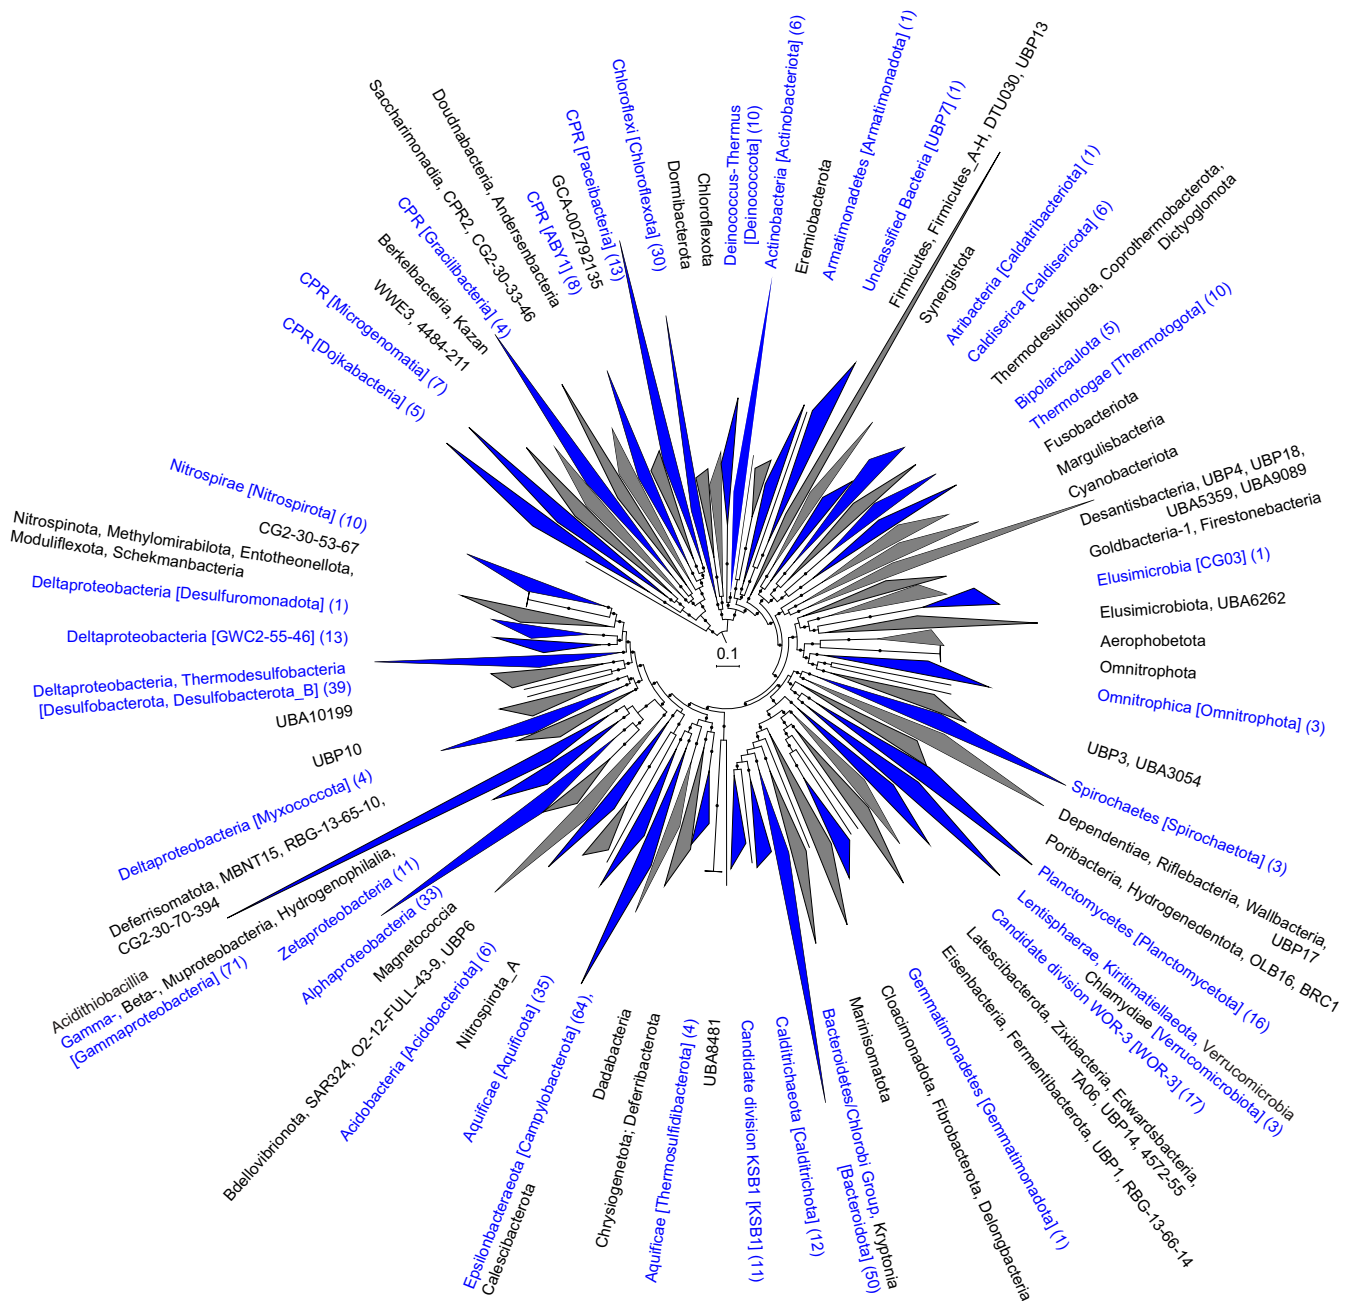 Saccharimonadia, CPR2, CG2-30-33-46
Doudnabacteria, Andersenbacteria
CPR [ABY1] (8)
GCA-002792135
CPR [Paceibacteria] (13)
Chloroflexi [Chloroflexota] (30)
Dormibacterota
Chloroflexota
Deinococcus-Thermus
[Deinococcota] (10)
Actinobacteria [Actinobacteriota] (6)
Eremiobacterota
Armatimonadetes [Armatimonadota] (1)
Unclassified Bacteria [UBP7] (1)
Firmicutes, Firmicutes_A-H, DTU030, UBP13
Synergistota
Atribacteria [Caldatribacteriota] (1)
Caldiserica [Caldisericota] (6)
Thermodesulfobiota, Coprothermobacterota,
Dictyoglomota
Bipolaricaulota (5)
Thermotogae [Thermotogota] (10)
Fusobacteriota
Margulisbacteria
Cyanobacteriota
Desantisbacteria, UBP4, UBP18,
UBA5359, UBA9089
Goldbacteria-1, Firestonebacteria
Elusimicrobia [CG03] (1)
Elusimicrobiota, UBA6262
Aerophobetota
Omnitrophota
Omnitrophica [Omnitrophota] (3)
UBP3, UBA3054
Spirochaetes [Spirochaetota] (3)
Dependentiae, Riflebacteria, Wallbacteria,
UBP17
Poribacteria, Hydrogenedentota, OLB16, BRC1
Planctomycetes [Planctomycetota] (16)
Lentisphaerae, Kiritimatiellaeota, Verrucomicrobia
Chlamydiae [Verrucomicrobiota] (3)
Candidate division WOR-3 [WOR-3] (17)
Latescibacterota, Zixibacteria, Edwardsbacteria,
TA06, UBP14, 4572-55
Eisenbacteria, Fermentibacterota, UBP1, RBG-13-66-14
Gemmatimonadetes [Gemmatimonadota] (1)
Cloacimonadota, Fibrobacterota, Delongbacteria
Marinisomatota
Bacteroidetes/Chlorobi Group, Kryptonia
[Bacteroidota] (50)
Calditrichaeota [Calditrichota] (12)
Candidate division KSB1 [KSB1] (11)
UBA8481
Aquificae [Thermosulfidibacterota] (4)
Chrysiogenetota; Deferribacterota
Dadabacteria
Epsilonbacteraeota [Campylobacterota] (64),
Calescibacterota
Aquificae [Aquificota] (35)
Nitrospirota_A
Acidobacteria [Acidobacteriota] (6)
Bdellovibrionota, SAR324, O2-12-FULL-43-9, UBP6
Magnetococcia
Alphaproteobacteria (33)
Zetaproteobacteria (11)
Acidithiobacillia
Gamma-, Beta-, Muproteobacteria, Hydrogenophilalia,
[Gammaproteobacteria] (71)
Deferrisomatota, MBNT15, RBG-13-65-10,
CG2-30-70-394
Deltaproteobacteria [Myxococcota] (4)
UBP10
UBA10199
Deltaproteobacteria, Thermodesulfobacteria
[Desulfobacterota, Desulfobacterota_B] (39)
Deltaproteobacteria [GWC2-55-46] (13)
Deltaproteobacteria [Desulfuromonadota] (1)
Nitrospinota, Methylomirabilota, Entotheonellota,
Moduliflexota, Schekmanbacteria
CG2-30-53-67
Nitrospirae [Nitrospirota] (10)
CPR [Dojkabacteria] (5)
CPR [Microgenomatia] (7)
WWE3, 4484-211
Berkelbacteria, Kazan
CPR [Gracilibacteria] (4)
0.1